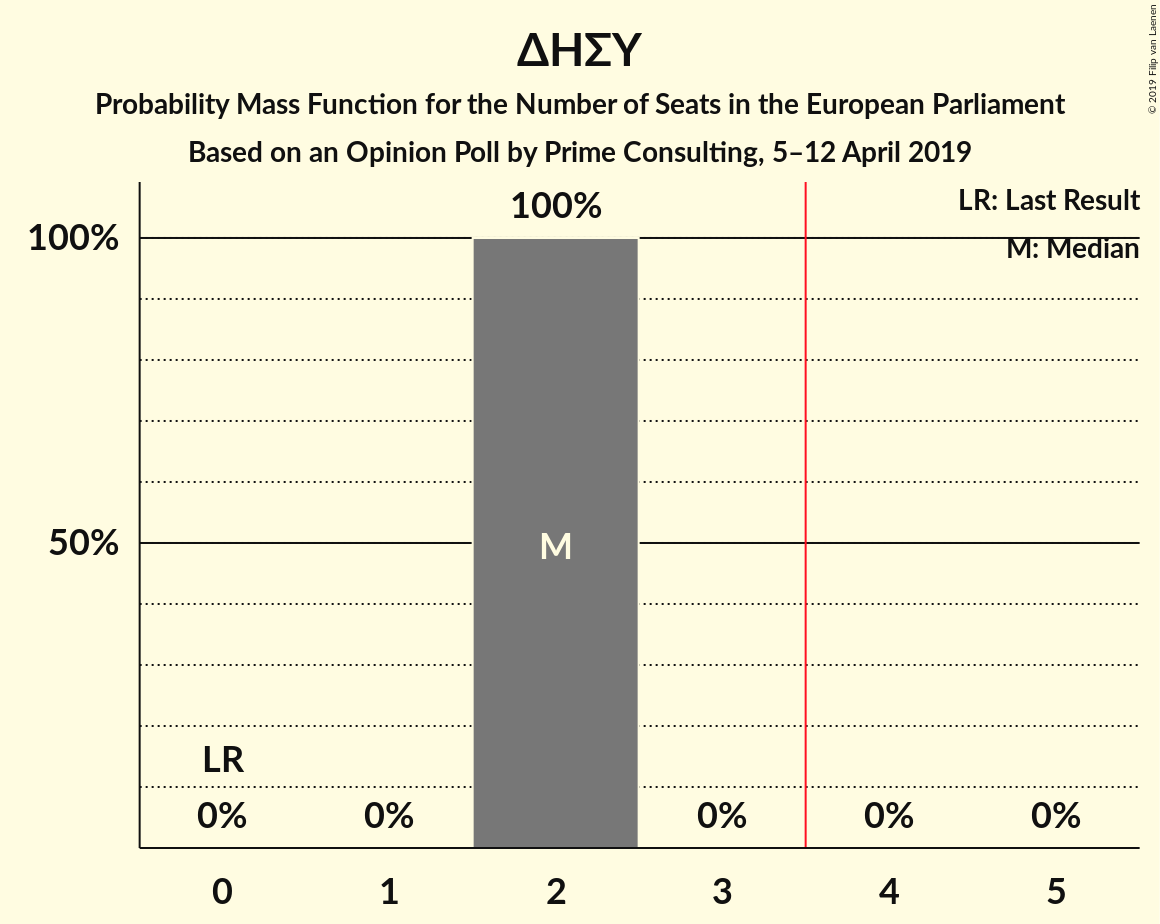 ΔΗΣΥ
Probability Mass Function for the Number of Seats in the European Parliament
Based on an Opinion Poll by Prime Consulting, 5–12 April 2019
© 2019 Filip van Laenen
LR: Last Result
M: Median
100%
100%
50%
M
LR
0%
0%
0%
0%
0%
0
1
2
3
4
5